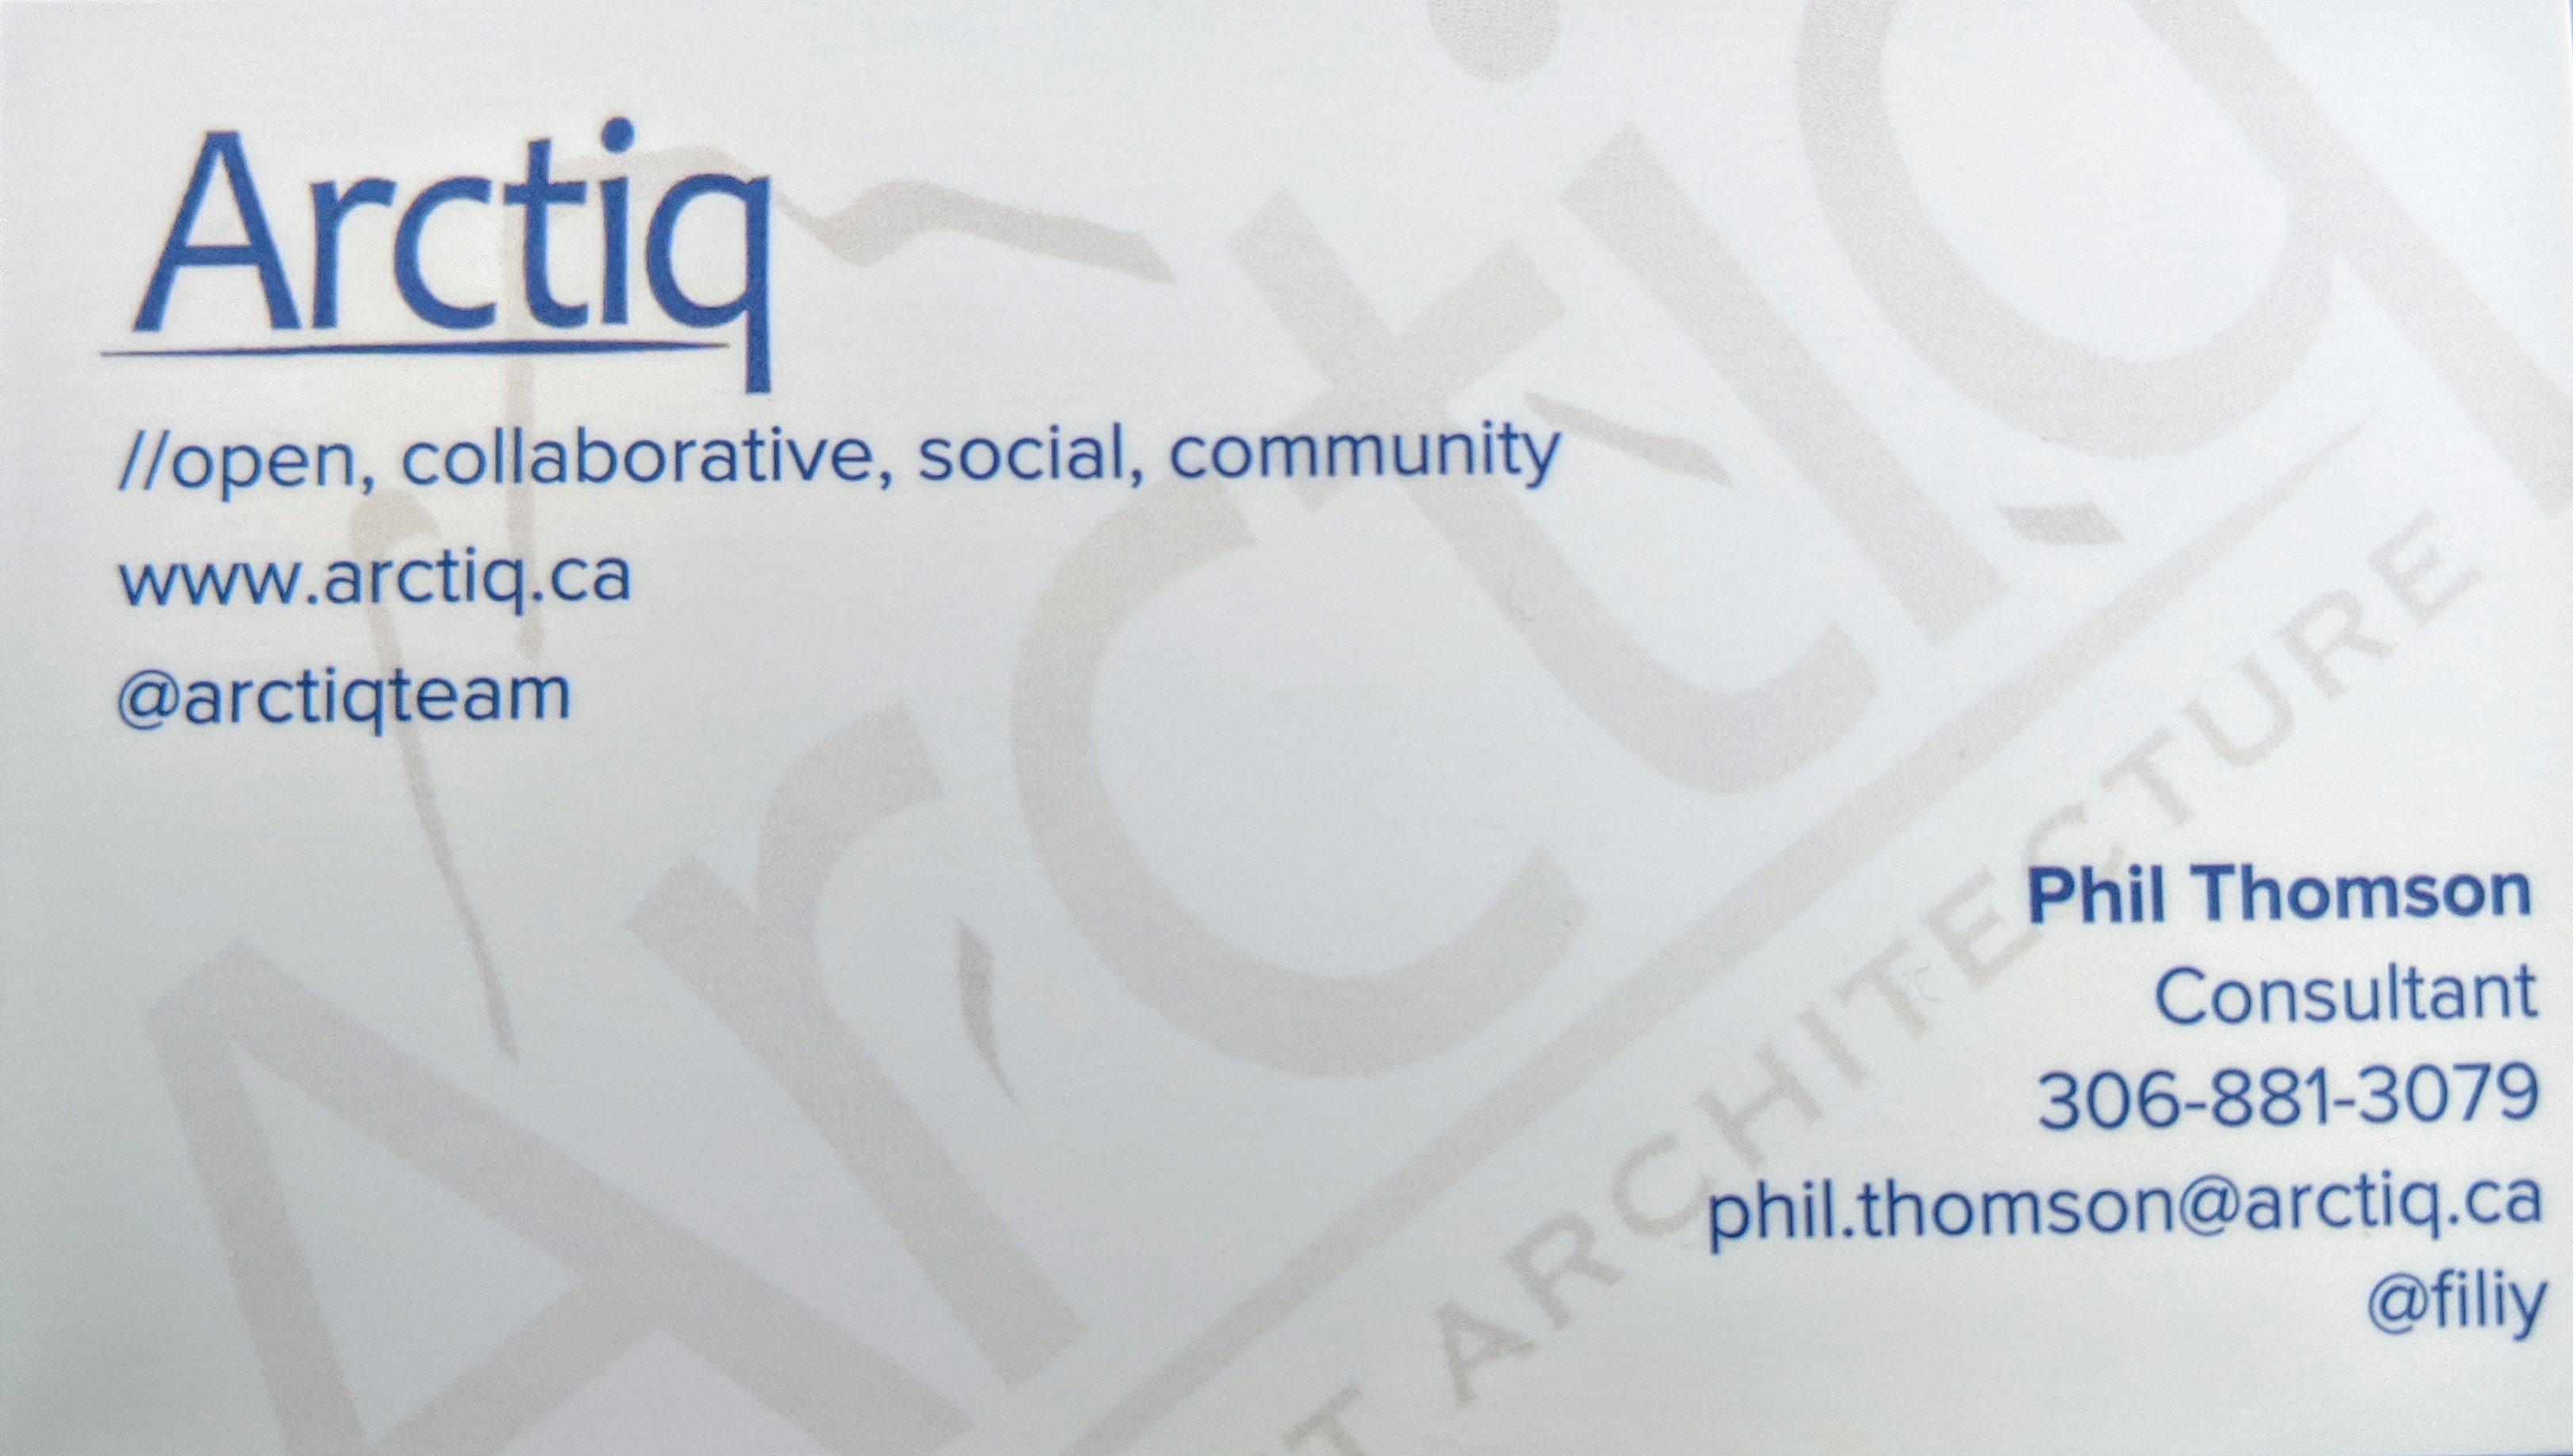 Arctiq
//open, collaborative, social, community
www.arctiq.ca
@arctiqteam
Phil Thomson
Consultant
306-881-3079
phil.thomson@arctiq.ca
@filiy
Arctiq
ARCHITECTURE